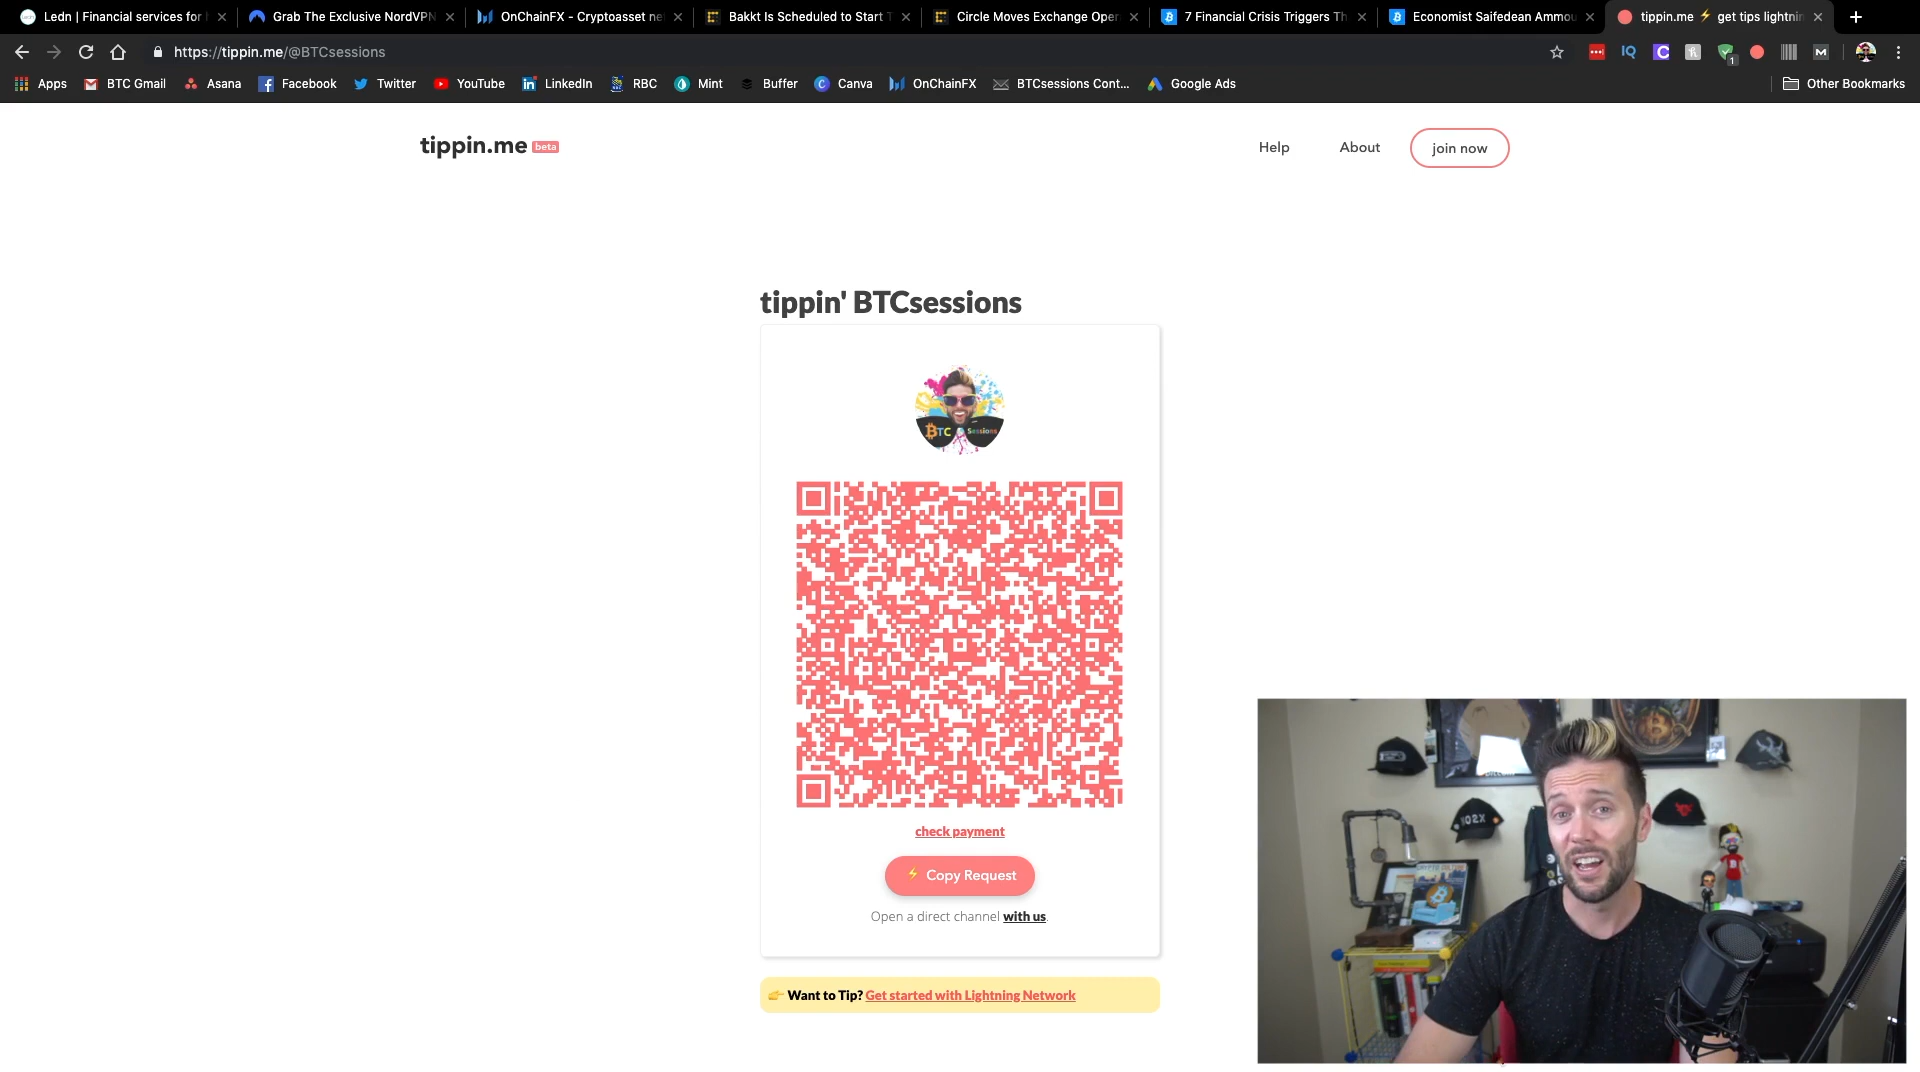 Ledn | Financial services for
Grab The Exclusive NordVPN
OnChainFX - Cryptoasset ne
Bakkt Is Scheduled to Start T
Circle Moves Exchange Oper
7 Financial Crisis Triggers Th
Economist Saifedean Ammou
tippin.me ⚡ get tips lightnin
https://tippin.me/@BTCsessions
Apps
BTC Gmail
Asana
Facebook
Twitter
YouTube
LinkedIn
RBC
Mint
Buffer
Canva
OnChainFX
BTCsessions Cont...
Google Ads
Other Bookmarks
tippin.me beta
Help
About
join now
tippin' BTCsessions
BTC Sessions
check payment
⚡ Copy Request
Open a direct channel with us.
👉 Want to Tip? Get started with Lightning Network
NO2X